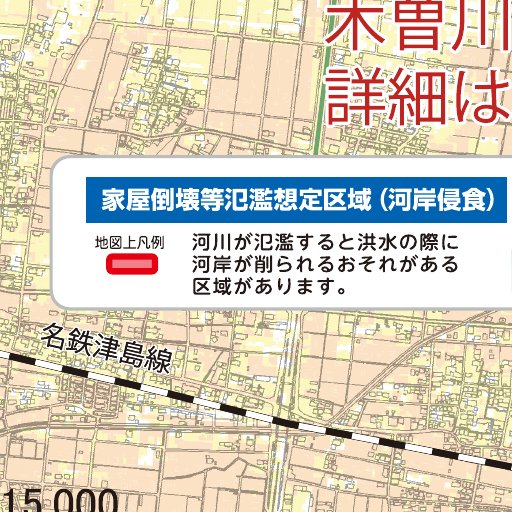 木曽川
詳細は
家屋倒壊等氾濫想定区域（河岸侵食）
地図上凡例
河川が氾濫すると洪水の際に
河岸が削られるおそれがある
区域があります。
名鉄津島線
15,000